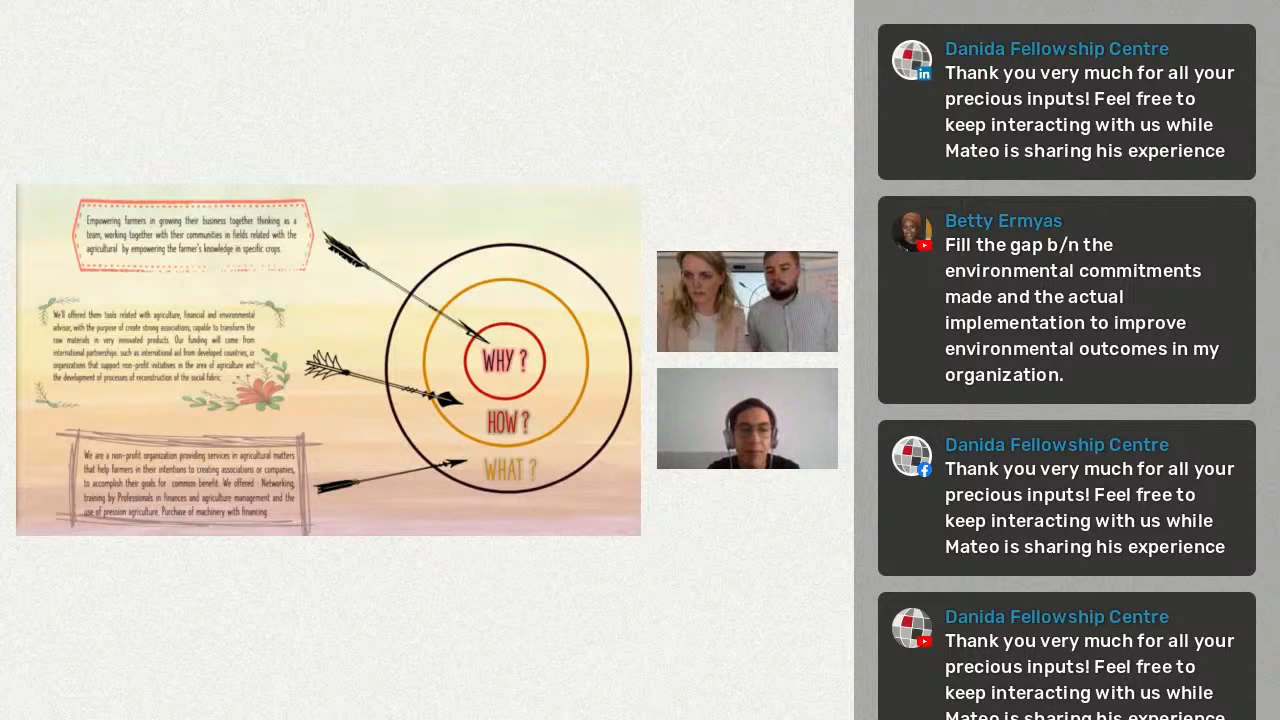 Empowering farmers in growing their business together thinking as a
team, working together with their communities in fields related with the
agricultural by empowering the farmer's knowledge in specific crops.
We'll offered them tools related with agriculture, financial and environmental
advisor, with the purpose of create strong associations, capable to transform the
raw materials in very innovated products. Our funding will come from
international partnerships. such as international aid from developed countries, or
organizations that support non-profit initiatives in the area of agriculture and
the development of processes of reconstruction of the social fabric.
We are a non-profit organization providing services in agricultural matters
that help farmers in their intentions to creating associations or companies,
to accomplish their goals for common benefit. We offered : Networking,
training by Professionals in finances and agriculture management and the
use of pression agriculture. Purchase of machinery with financing.
WHY ?
HOW ?
WHAT ?
Danida Fellowship Centre
Thank you very much for all your
precious inputs! Feel free to
keep interacting with us while
Mateo is sharing his experience
Betty Ermyas
Fill the gap b/n the
environmental commitments
made and the actual
implementation to improve
environmental outcomes in my
organization.
Danida Fellowship Centre
Thank you very much for all your
precious inputs! Feel free to
keep interacting with us while
Mateo is sharing his experience
Danida Fellowship Centre
Thank you very much for all your
precious inputs! Feel free to
keep interacting with us while
Mateo is sharing his experience